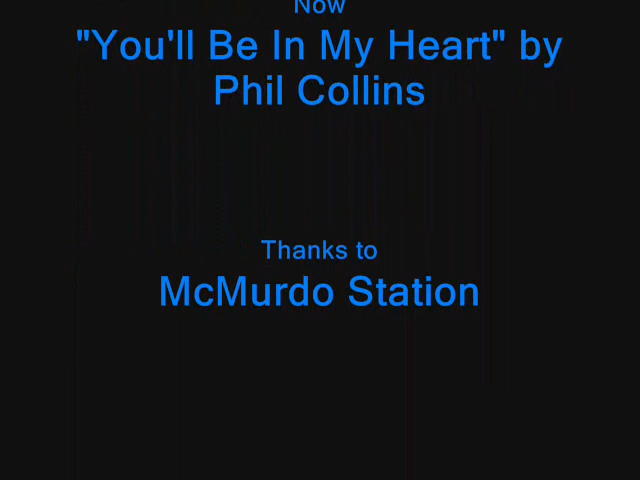 Now
"You'll Be In My Heart" by
Phil Collins
Thanks to
McMurdo Station